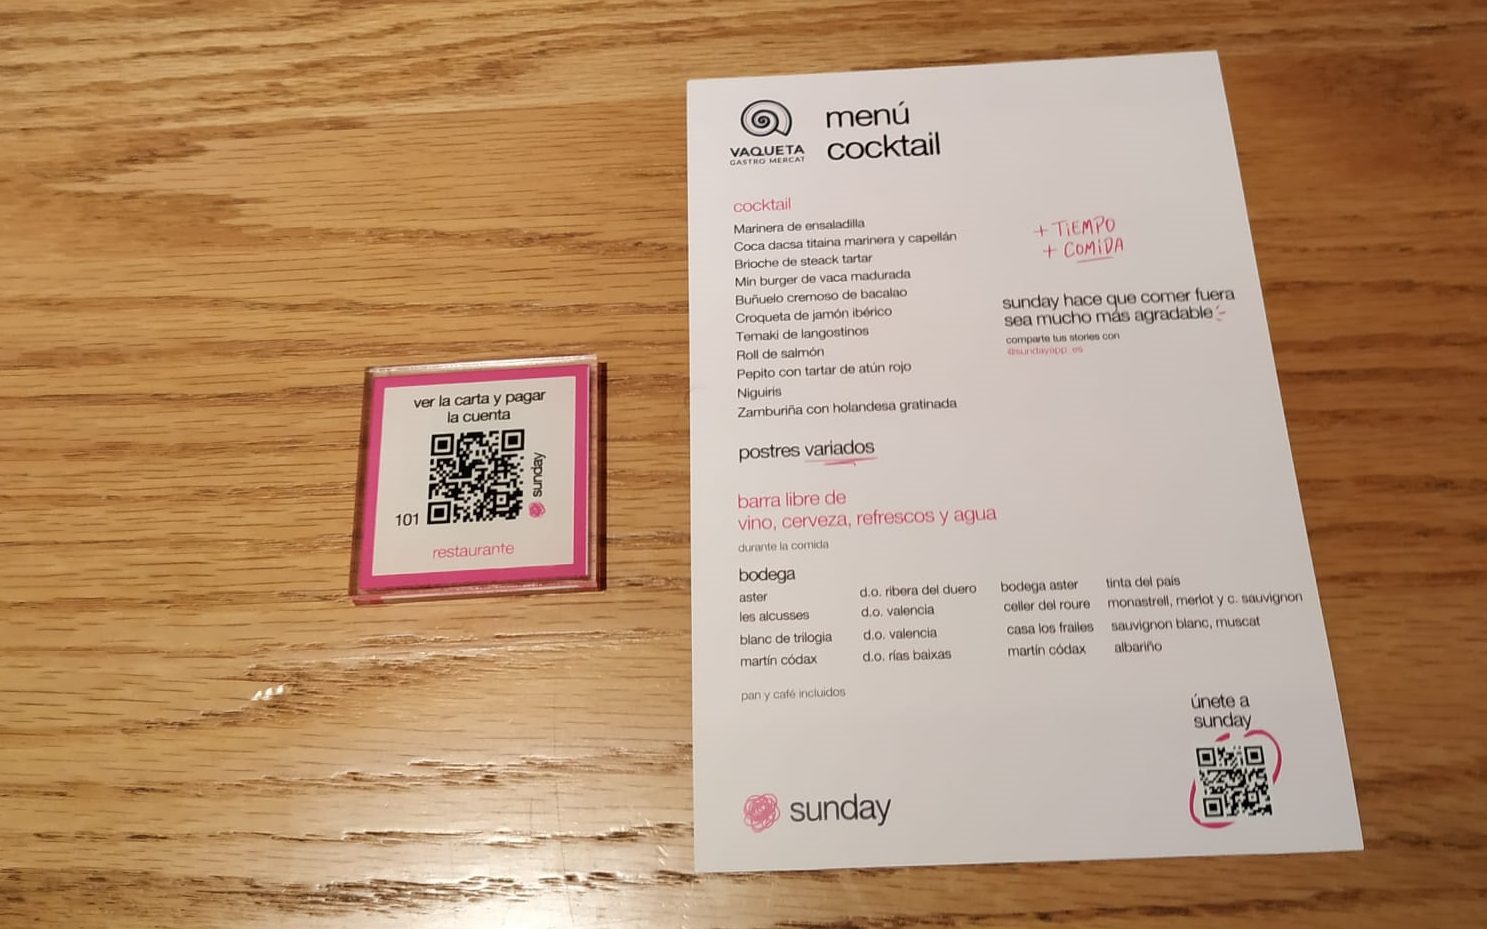 ver la carta y pagar
la cuenta
sunday
101
restaurante
VAQUETA
GASTRO MERCAT
menú
cocktail
cocktail
Marinera de ensaladilla
Coca dacsa titaina marinera y capellán
Brioche de steack tartar
Min burger de vaca madurada
Buñuelo cremoso de bacalao
Croqueta de jamón ibérico
Temaki de langostinos
Roll de salmón
Pepito con tartar de atún rojo
Niguiris
Zamburiña con holandesa gratinada
+ TIEMPO
+ COMIDA
sunday hace que comer fuera
sea mucho más agradable
comparte tus stories con
@sundayapp_es
postres variados
barra libre de
vino, cerveza, refrescos y agua
durante la comida
bodega
aster d.o. ribera del duero bodega aster tinta del país
les alcusses d.o. valencia celler del roure monastrell, merlot y c. sauvignon
blanc de trilogia d.o. valencia casa los frailes sauvignon blanc, muscat
martín códax d.o. rías baixas martín códax albariño
pan y café incluidos
únete a
sunday
sunday